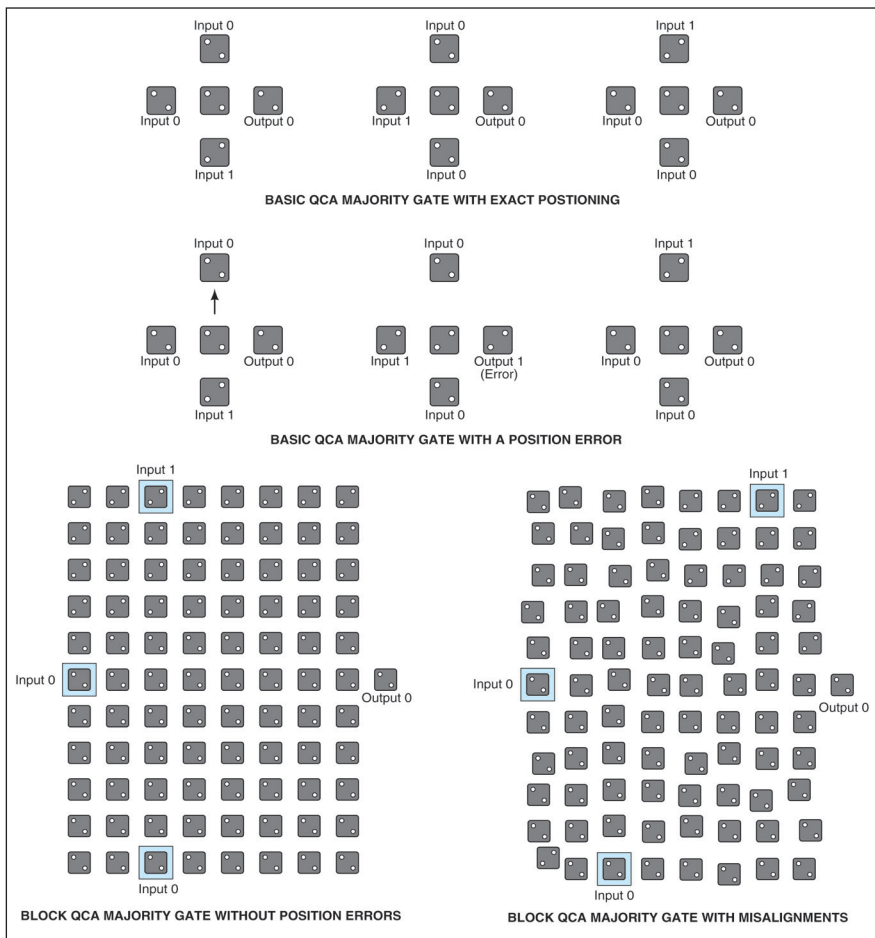 Input 0
Input 0
Input 1
Input 0
Output 0
Input 1
Output 0
Input 0
Output 0
Input 1
Input 0
Input 0
BASIC QCA MAJORITY GATE WITH EXACT POSTIONING
Input 0
Input 0
Input 1
Input 0
Output 0
Input 1
Output 1
(Error)
Input 0
Output 0
Input 1
Input 0
Input 0
BASIC QCA MAJORITY GATE WITH A POSITION ERROR
Input 1
Input 0
Output 0
Input 0
BLOCK QCA MAJORITY GATE WITHOUT POSITION ERRORS
Input 1
Input 0
Output 0
Input 0
BLOCK QCA MAJORITY GATE WITH MISALIGNMENTS